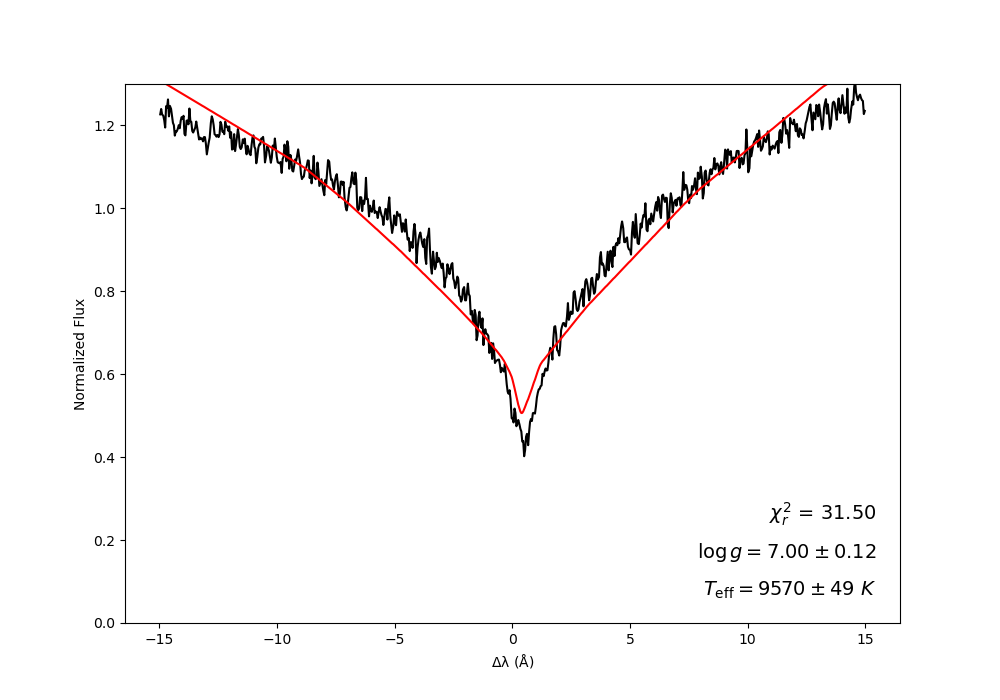 1.2
1.0
0.8
0.6
0.4
0.2
0.0
Normalized Flux
χ²ᵣ = 31.50
log g = 7.00 ± 0.12
T_eff = 9570 ± 49 K
−15 −10 −5 0 5 10 15
Δλ (Å)